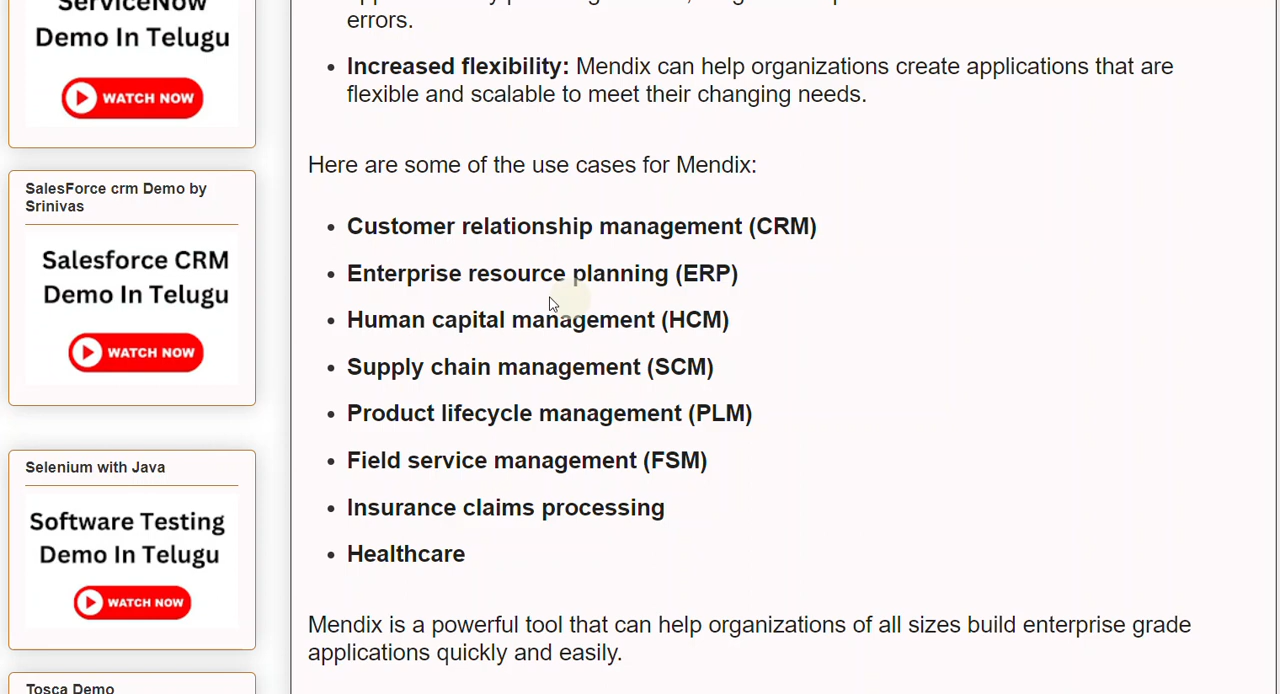 ServiceNow
Demo In Telugu
WATCH NOW
SalesForce crm Demo by
Srinivas
Salesforce CRM
Demo In Telugu
WATCH NOW
Selenium with Java
Software Testing
Demo In Telugu
WATCH NOW
Tosca Demo
errors.
• Increased flexibility: Mendix can help organizations create applications that are
flexible and scalable to meet their changing needs.
Here are some of the use cases for Mendix:
• Customer relationship management (CRM)
• Enterprise resource planning (ERP)
• Human capital management (HCM)
• Supply chain management (SCM)
• Product lifecycle management (PLM)
• Field service management (FSM)
• Insurance claims processing
• Healthcare
Mendix is a powerful tool that can help organizations of all sizes build enterprise grade
applications quickly and easily.